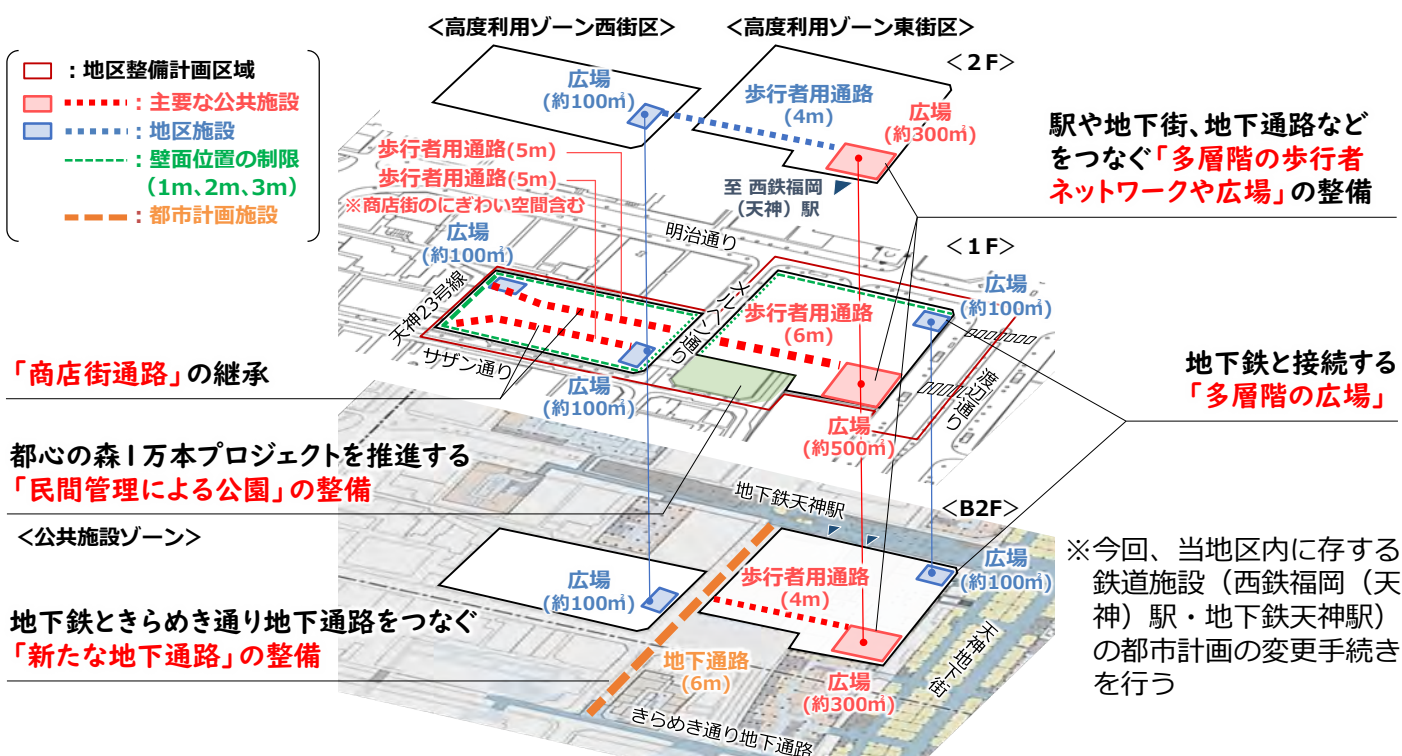 <高度利用ゾーン西街区>
<高度利用ゾーン東街区>
：地区整備計画区域
：主要な公共施設
：地区施設
：壁面位置の制限
（1m、2m、3m）
：都市計画施設
<２F>
広場
(約100㎡)
歩行者用通路
(4m)
広場
(約300㎡)
至 西鉄福岡
（天神）駅
駅や地下街、地下通路など
をつなぐ「多層階の歩行者
ネットワークや広場」の整備
歩行者用通路(5m)
歩行者用通路(5m)
※商店街のにぎわい空間含む
<１F>
明治通り
広場
(約100㎡)
天神23号線
サザン通り
メルヘン通り
歩行者用通路
(6m)
広場
(約100㎡)
渡辺通り
広場
(約100㎡)
広場
(約500㎡)
「商店街通路」の継承
地下鉄と接続する
「多層階の広場」
都心の森１万本プロジェクトを推進する
「民間管理による公園」の整備
<公共施設ゾーン>
<B2F>
地下鉄天神駅
広場
(約100㎡)
歩行者用通路
(4m)
広場
(約100㎡)
地下通路
(6m)
広場
(約300㎡)
天神地下街
きらめき通り地下通路
地下鉄ときらめき通り地下通路をつなぐ
「新たな地下通路」の整備
※今回、当地区内に存する
鉄道施設（西鉄福岡（天
神）駅・地下鉄天神駅）
の都市計画の変更手続き
を行う